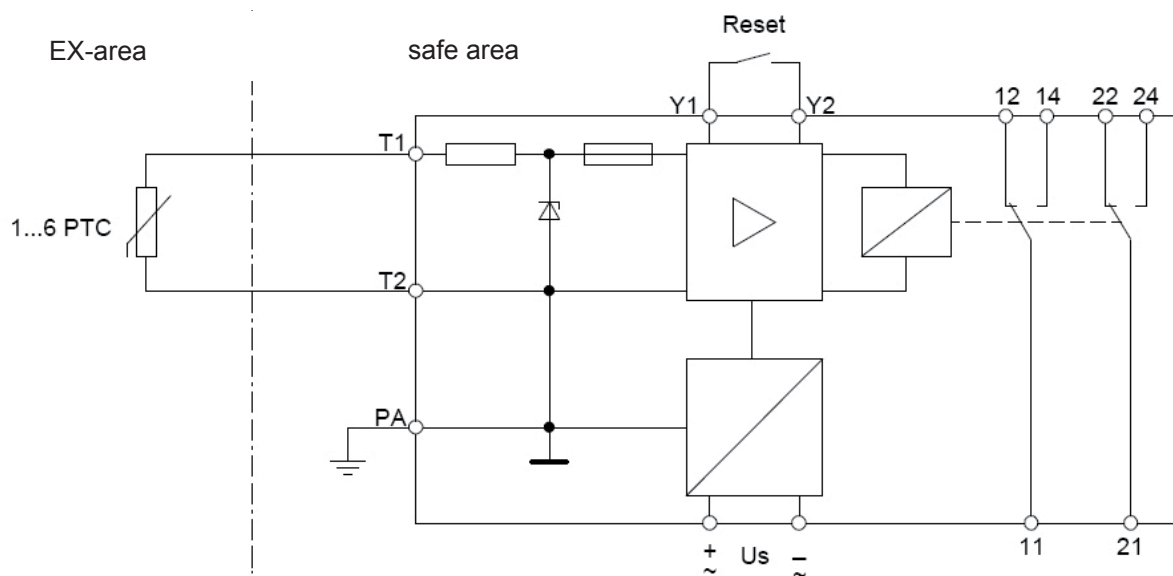 Reset
EX-area
safe area
Y1
Y2
12
14
22
24
T1
1...6 PTC
T2
PA
+
~
Us
–
~
11
21